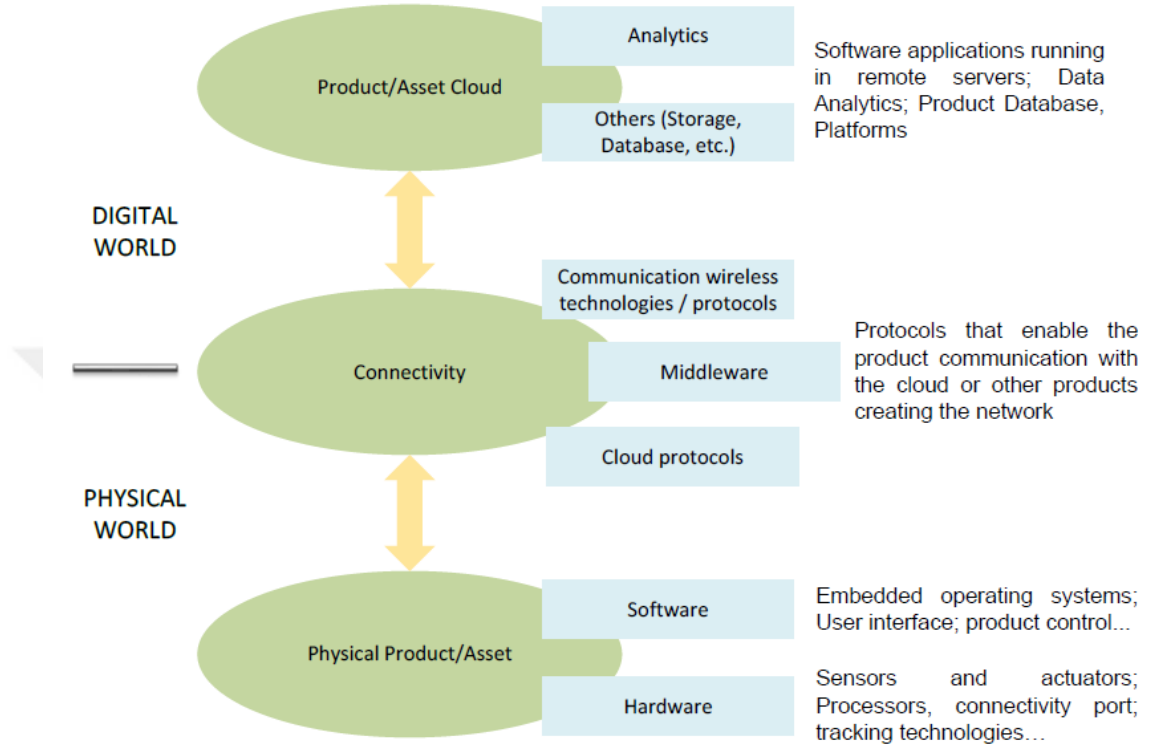 Analytics
Product/Asset Cloud
Others (Storage,
Database, etc.)
Software applications running
in remote servers; Data
Analytics; Product Database,
Platforms
DIGITAL
WORLD
Communication wireless
technologies / protocols
Connectivity
Middleware
Cloud protocols
Protocols that enable the
product communication with
the cloud or other products
creating the network
PHYSICAL
WORLD
Physical Product/Asset
Software
Embedded operating systems;
User interface; product control...
Hardware
Sensors and actuators;
Processors, connectivity port;
tracking technologies…